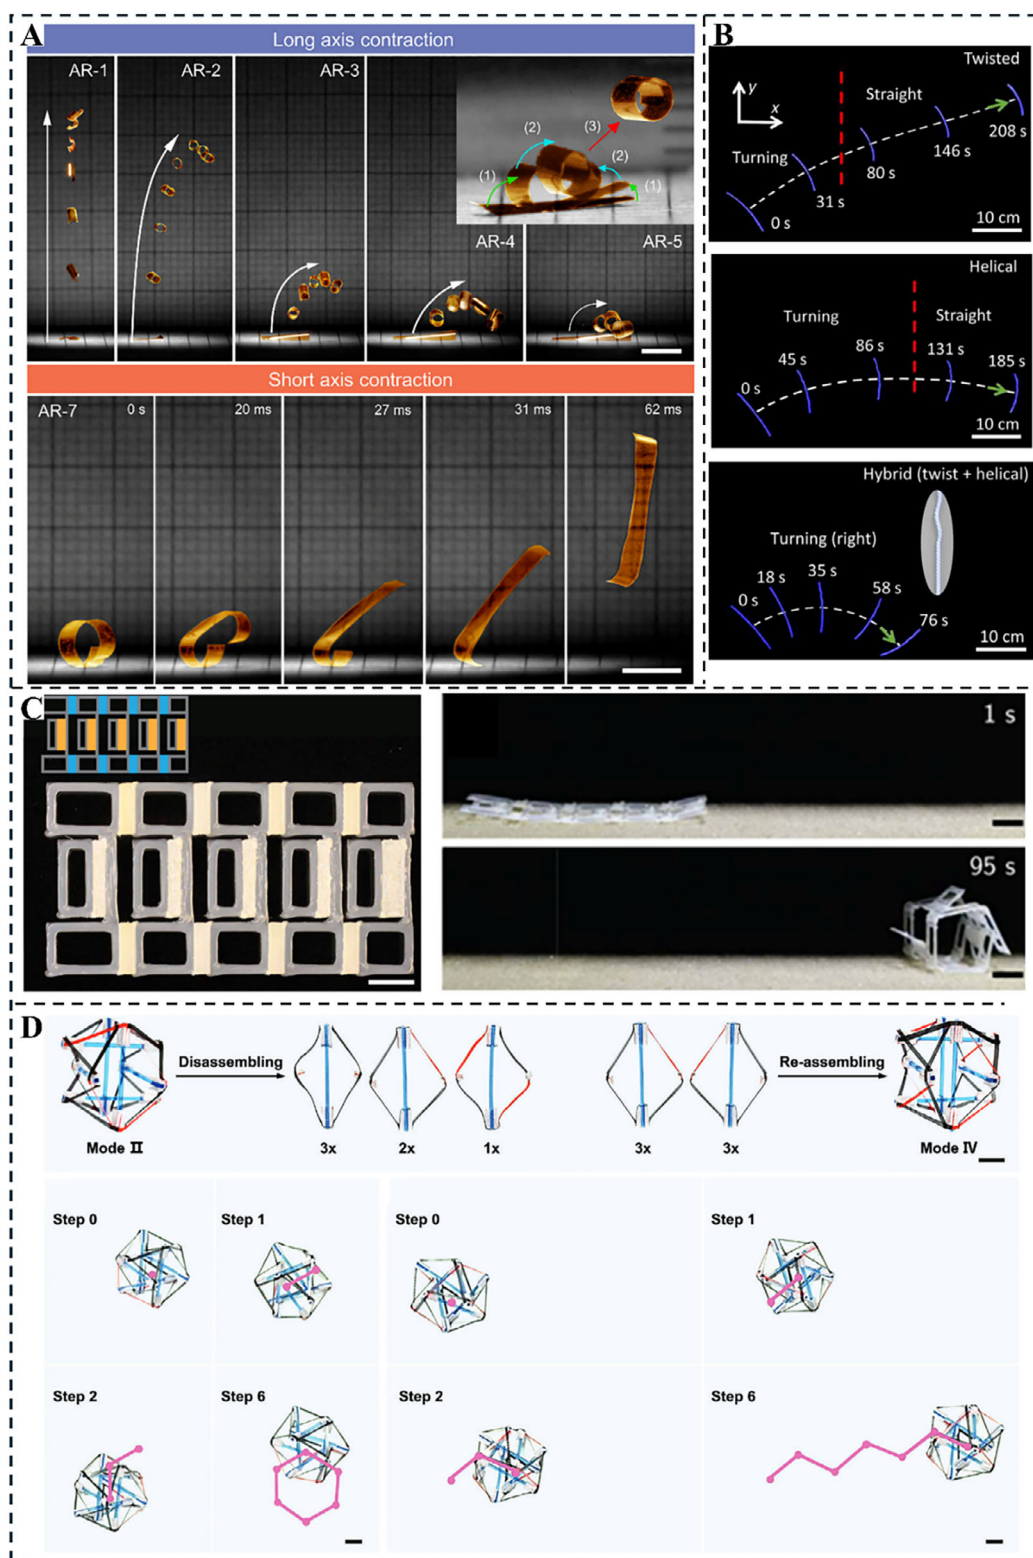 A
Long axis contraction
AR-1
AR-2
AR-3
AR-4
AR-5
(1)
(2)
(3)
(2)
(1)
Short axis contraction
AR-7
0 s
20 ms
27 ms
31 ms
62 ms
B
Twisted
y
x
Straight
Turning
0 s
31 s
80 s
146 s
208 s
10 cm
Helical
Turning
Straight
0 s
45 s
86 s
131 s
185 s
10 cm
Hybrid (twist + helical)
Turning (right)
0 s
18 s
35 s
58 s
76 s
10 cm
C
1 s
95 s
D
Disassembling
Re-assembling
Mode II
3x
2x
1x
3x
3x
Mode IV
Step 0
Step 1
Step 0
Step 1
Step 2
Step 6
Step 2
Step 6